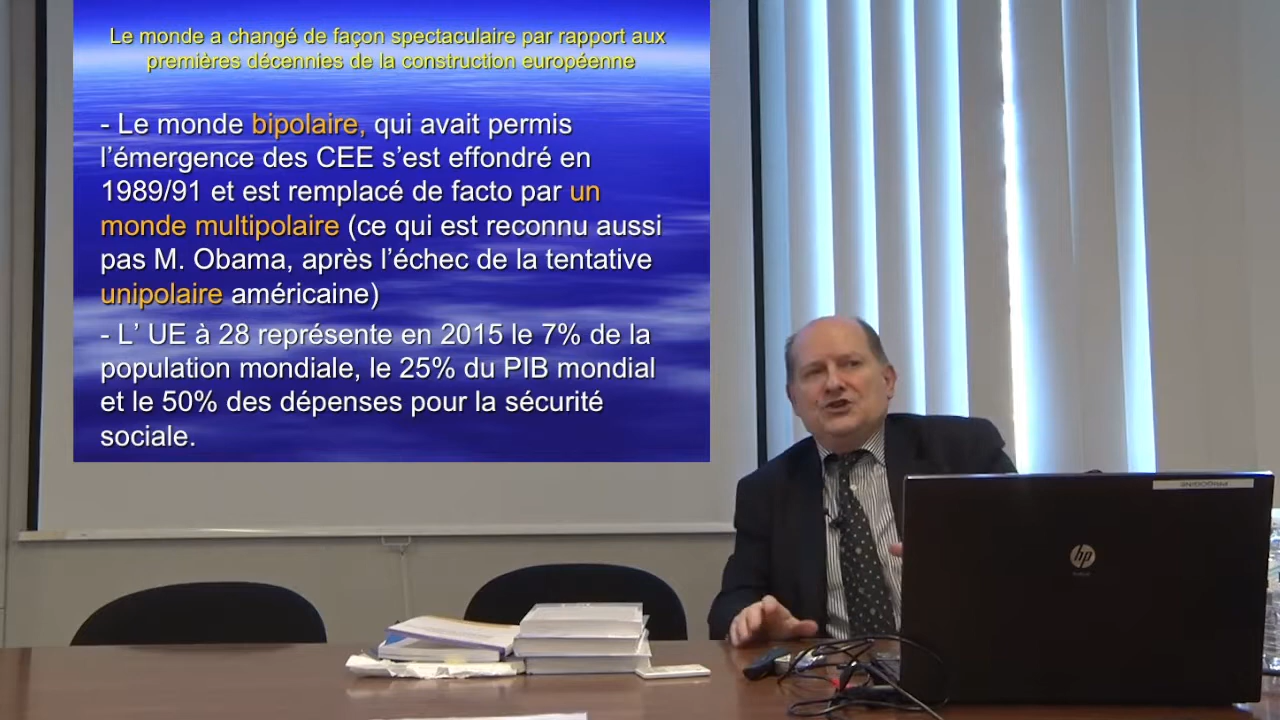 Le monde a changé de façon spectaculaire par rapport aux
premières décennies de la construction européenne
- Le monde bipolaire, qui avait permis
l’émergence des CEE s’est effondré en
1989/91 et est remplacé de facto par un
monde multipolaire (ce qui est reconnu aussi
pas M. Obama, après l’échec de la tentative
unipolaire américaine)
- L’ UE à 28 représente en 2015 le 7% de la
population mondiale, le 25% du PIB mondial
et le 50% des dépenses pour la sécurité
sociale.
PRIGOGINE
hp